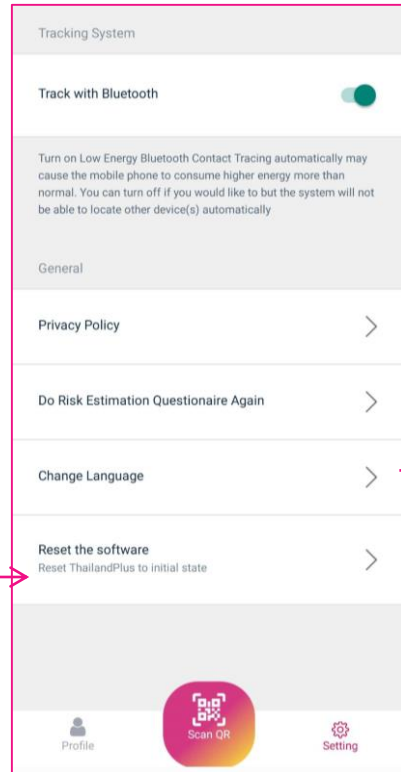 Tracking System
Track with Bluetooth
Turn on Low Energy Bluetooth Contact Tracing automatically may
cause the mobile phone to consume higher energy more than
normal. You can turn off if you would like to but the system will not
be able to locate other device(s) automatically
General
Privacy Policy
Do Risk Estimation Questionaire Again
Change Language
Reset the software
Reset ThailandPlus to initial state
Profile
Scan QR
Setting